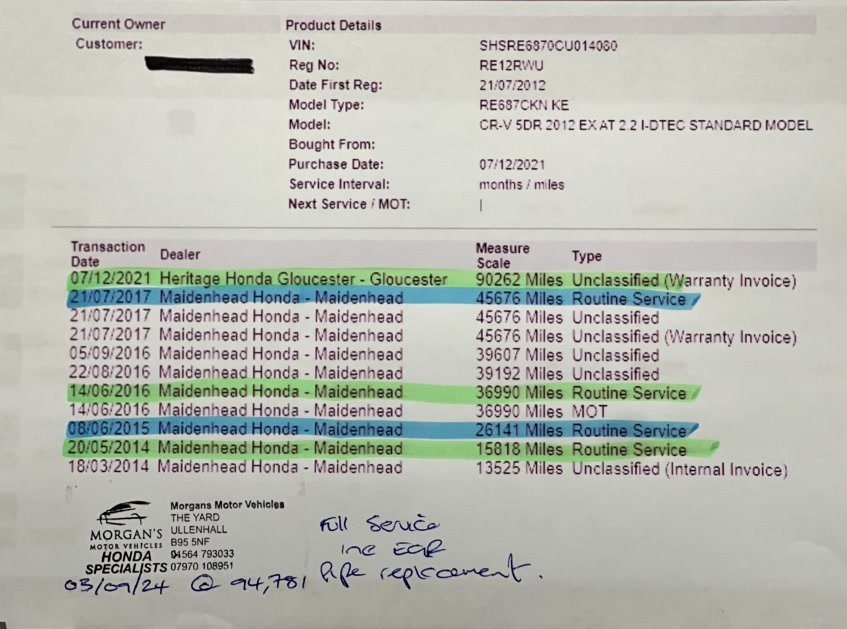 Current Owner
Customer:
Product Details
VIN: SHSRE6870CU014080
Reg No: RE12RWU
Date First Reg: 21/07/2012
Model Type: RE687CKN KE
Model: CR-V 5DR 2012 EX AT 2.2 I-DTEC STANDARD MODEL
Bought From:
Purchase Date: 07/12/2021
Service Interval: months / miles
Next Service / MOT: |
Transaction Date Dealer Measure Scale Type
07/12/2021 Heritage Honda Gloucester - Gloucester 90262 Miles Unclassified (Warranty Invoice)
21/07/2017 Maidenhead Honda - Maidenhead 45676 Miles Routine Service
21/07/2017 Maidenhead Honda - Maidenhead 45676 Miles Unclassified
21/07/2017 Maidenhead Honda - Maidenhead 45676 Miles Unclassified (Warranty Invoice)
05/09/2016 Maidenhead Honda - Maidenhead 39607 Miles Unclassified
22/08/2016 Maidenhead Honda - Maidenhead 39192 Miles Unclassified
14/06/2016 Maidenhead Honda - Maidenhead 36990 Miles Routine Service
14/06/2016 Maidenhead Honda - Maidenhead 36990 Miles MOT
08/06/2015 Maidenhead Honda - Maidenhead 26141 Miles Routine Service
20/05/2014 Maidenhead Honda - Maidenhead 15818 Miles Routine Service
18/03/2014 Maidenhead Honda - Maidenhead 13525 Miles Unclassified (Internal Invoice)
MORGAN'S
MOTOR VEHICLES
HONDA
SPECIALISTS
Morgans Motor Vehicles
THE YARD
ULLENHALL
B95 5NF
01564 793033
07970 108951
Full Service
inc EGR
Pipe replacement.
03/09/24 @ 94,781